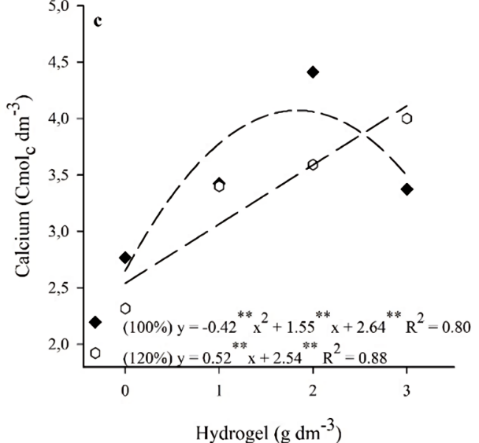 c
5,0
4,5
4,0
3,5
3,0
2,5
2,0
Calcium (Cmol_c dm⁻³)
(100%) y = -0.42**x² + 1.55**x + 2.64** R² = 0.80
(120%) y = 0.52**x + 2.54** R² = 0.88
0 1 2 3
Hydrogel (g dm⁻³)